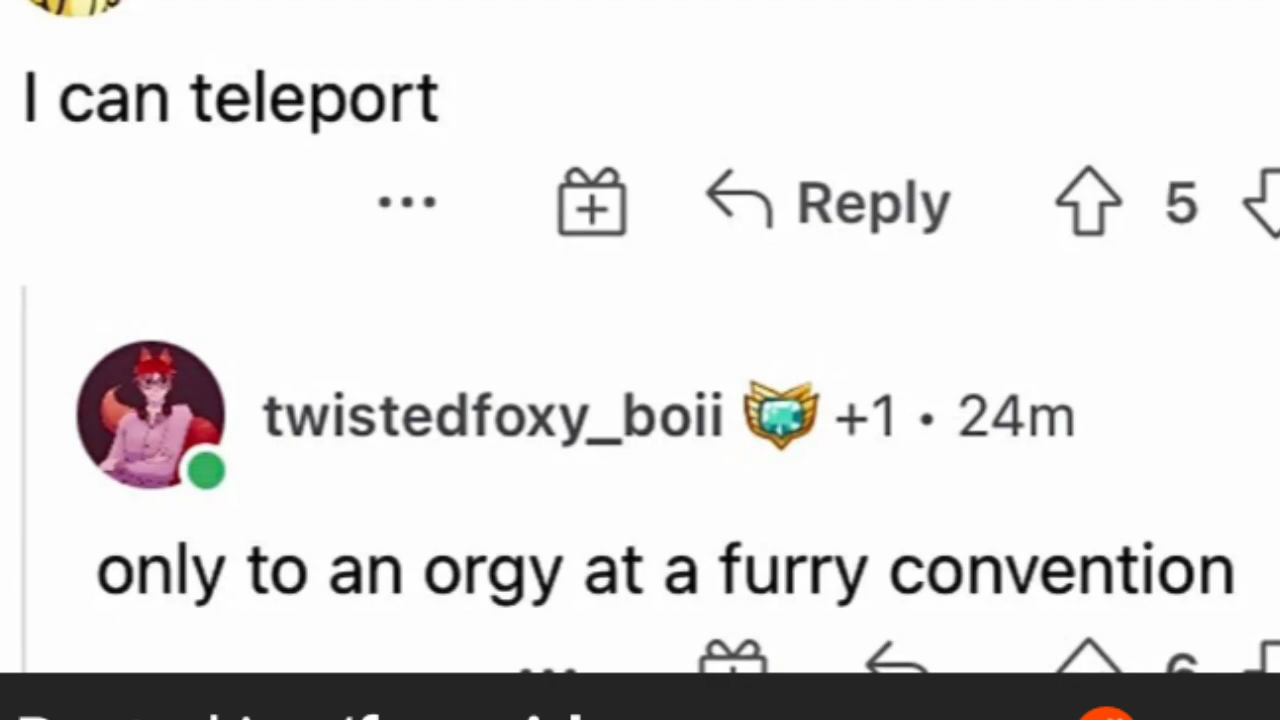 I can teleport
... Reply 5
twistedfoxy_boii +1 • 24m
only to an orgy at a furry convention